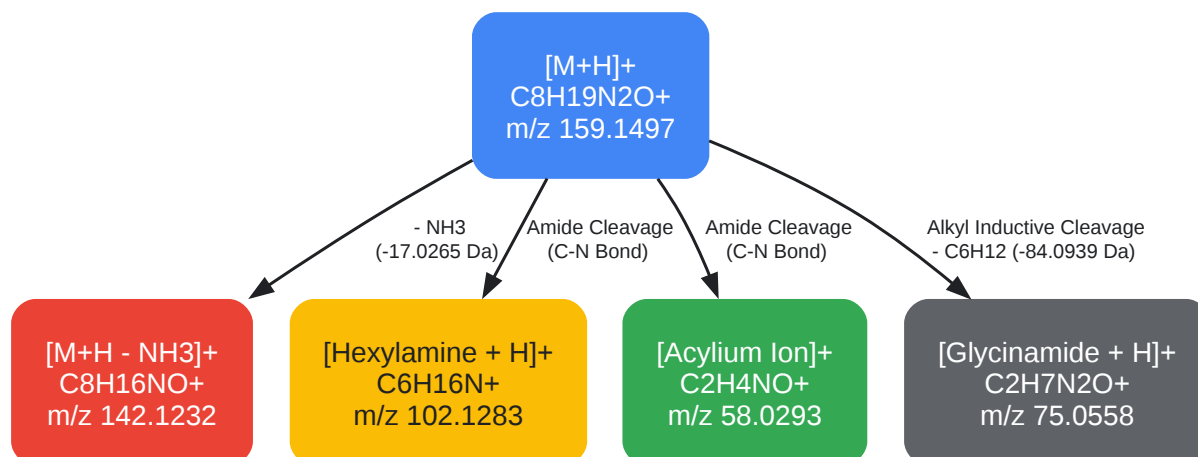 [M+H]+
C8H19N2O+
m/z 159.1497
- NH3
(-17.0265 Da)
Amide Cleavage
(C-N Bond)
Amide Cleavage
(C-N Bond)
Alkyl Inductive Cleavage
- C6H12 (-84.0939 Da)
[M+H - NH3]+
C8H16NO+
m/z 142.1232
[Hexylamine + H]+
C6H16N+
m/z 102.1283
[Acylium Ion]+
C2H4NO+
m/z 58.0293
[Glycinamide + H]+
C2H7N2O+
m/z 75.0558